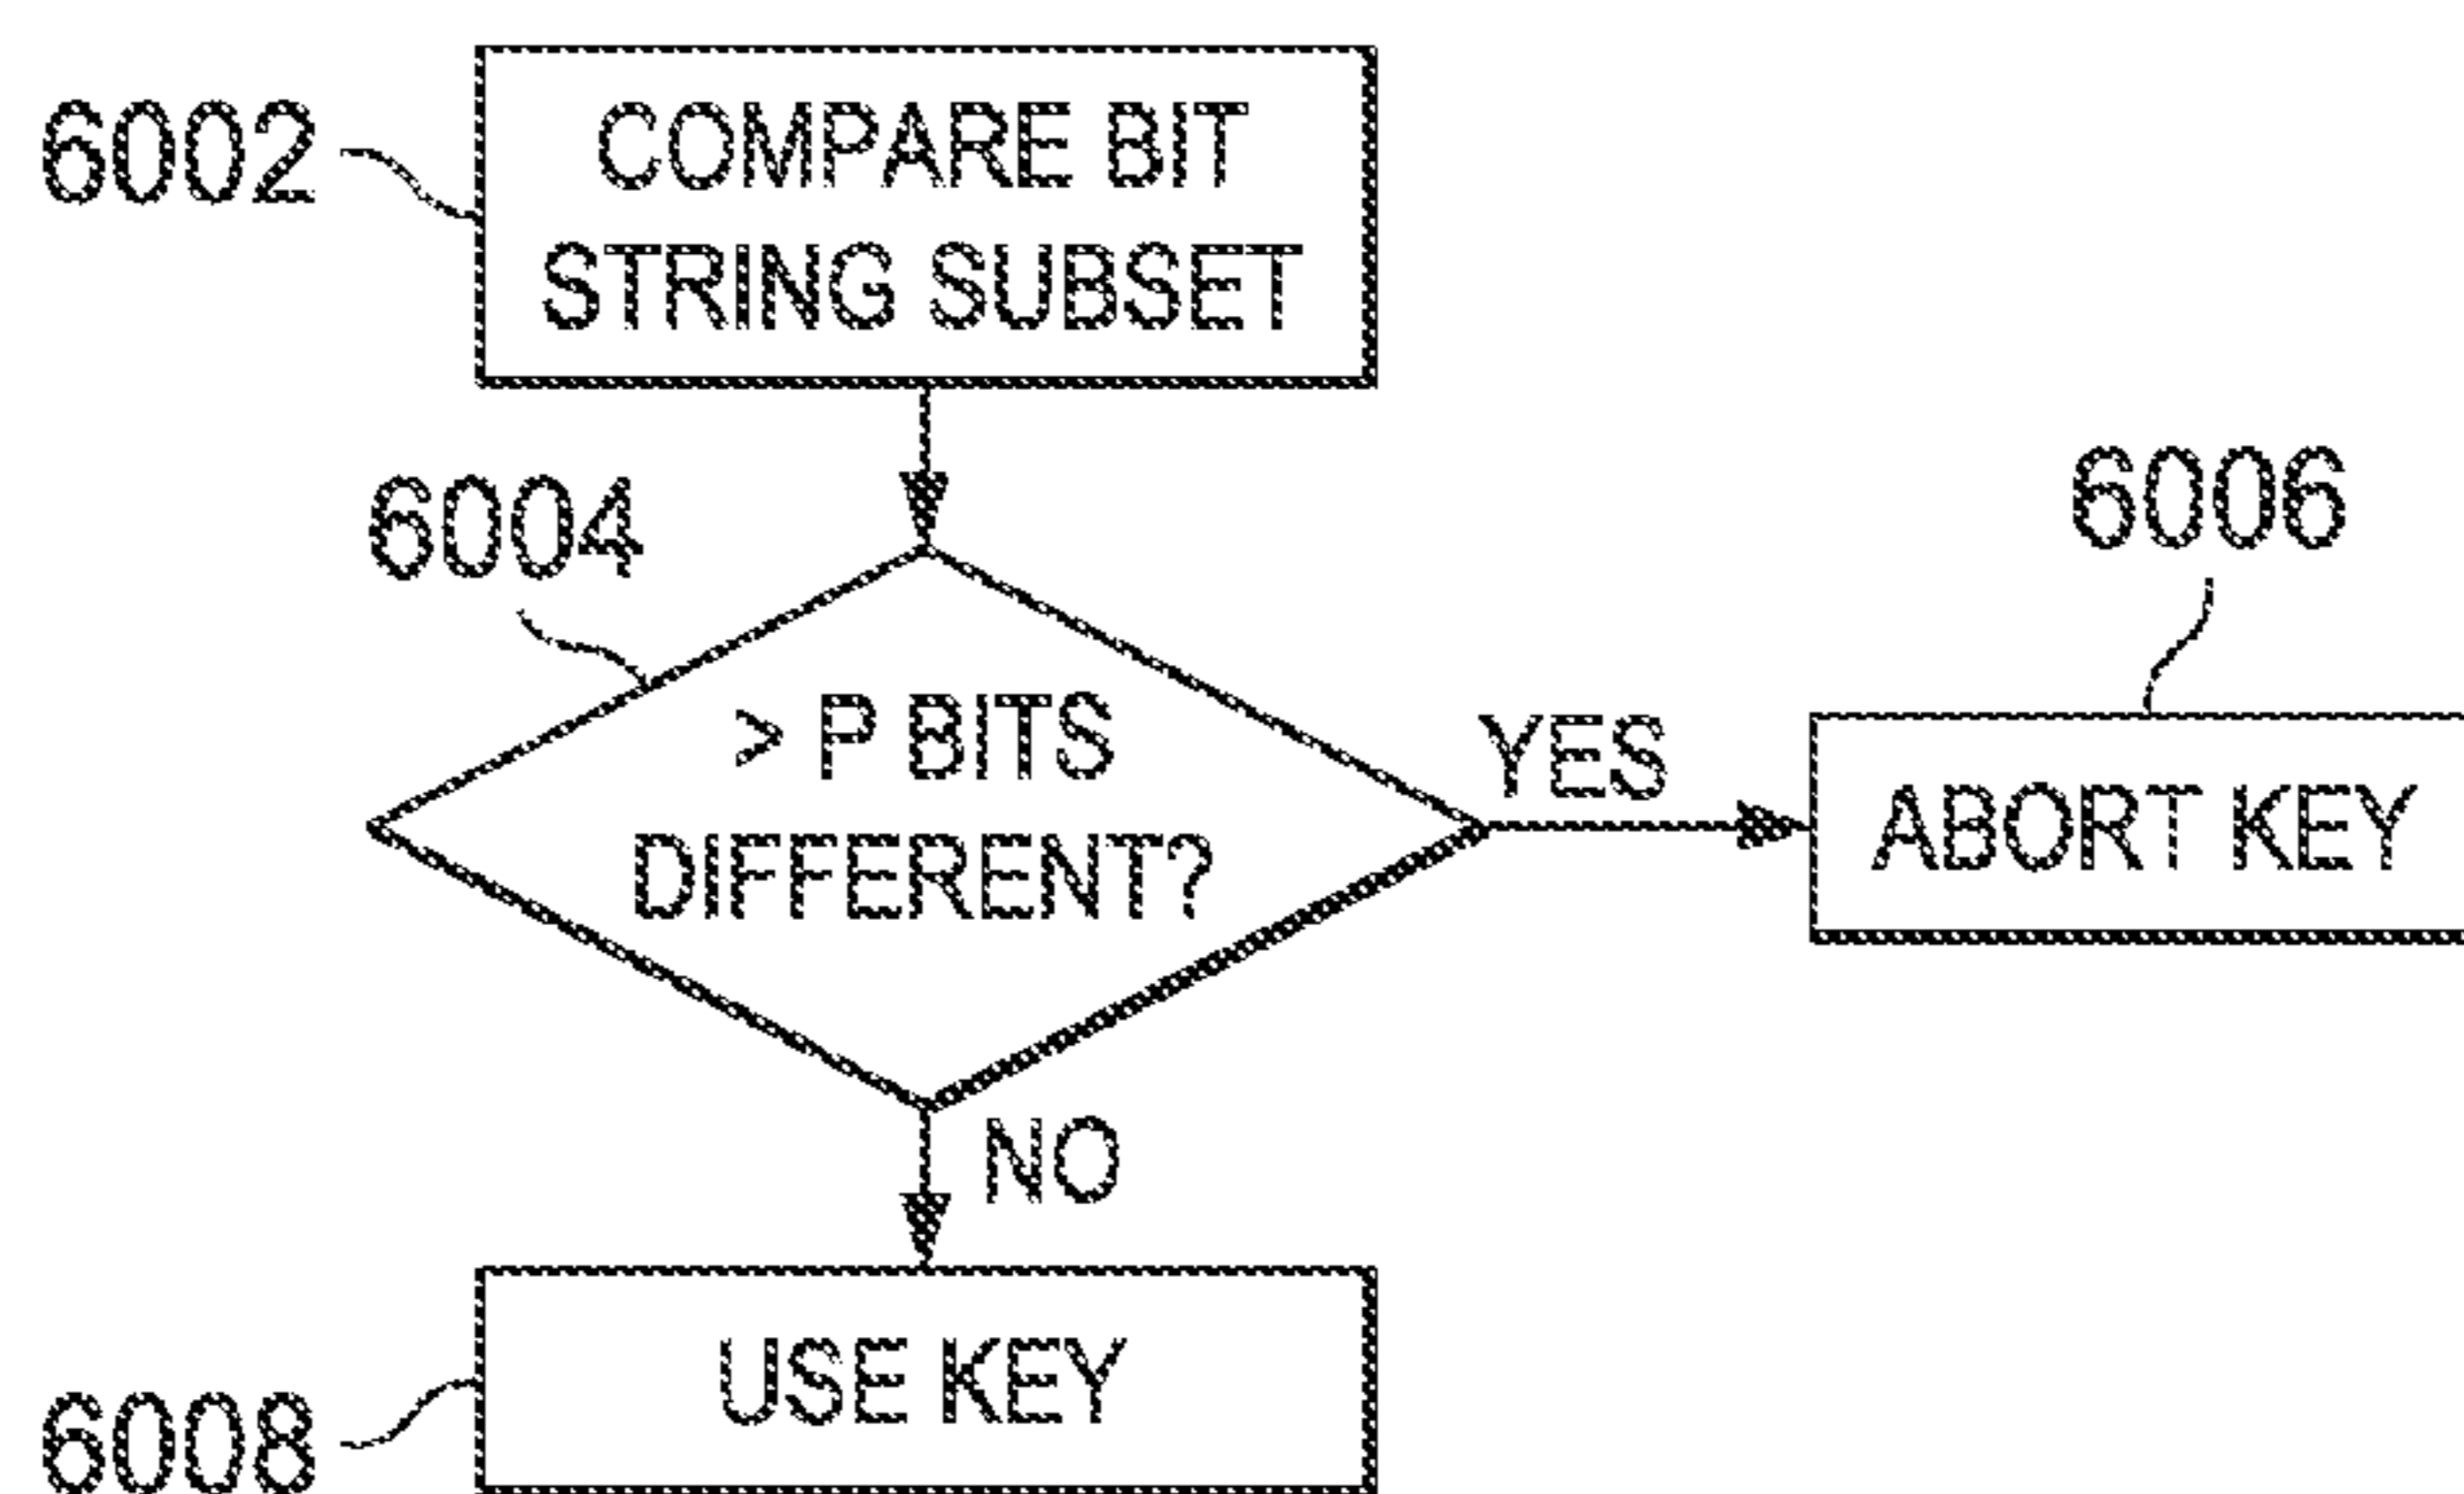 6002
COMPARE BIT
STRING SUBSET
6004
> P BITS
DIFFERENT?
YES
6006
ABORT KEY
NO
USE KEY
6008